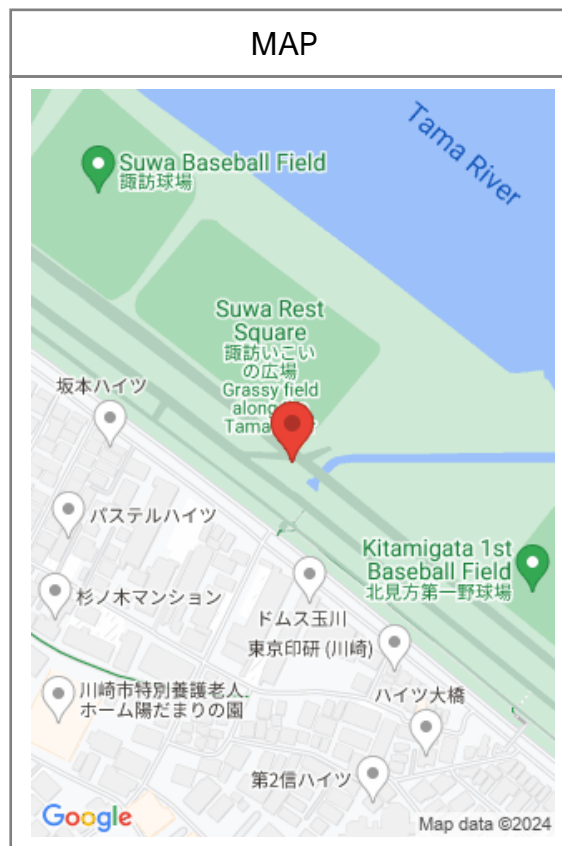 MAP
Tama River
Suwa Baseball Field
諏訪球場
Suwa Rest
Square
諏訪いこい
の広場
Grassy field
along
Tama
坂本ハイツ
パステルハイツ
Kitamigata 1st
Baseball Field
北見方第一野球場
杉ノ木マンション
ドムス玉川
東京印研 (川崎)
川崎市特別養護老人
ホーム陽だまりの園
ハイツ大橋
第2信ハイツ
Google
Map data ©2024